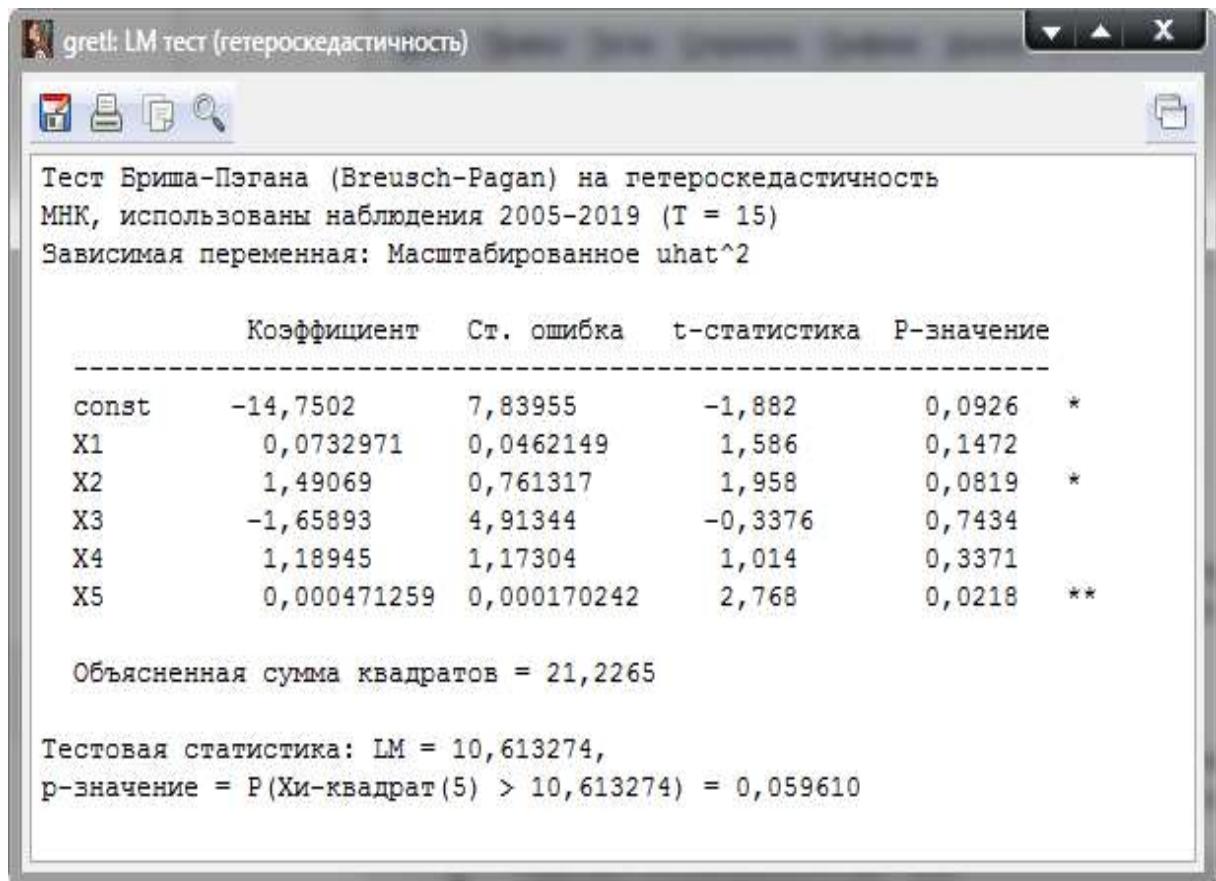 gretl: LM тест (гетероскедастичность)
Тест Бриша-Пэгана (Breusch-Pagan) на гетероскедастичность
МНК, использованы наблюдения 2005-2019 (T = 15)
Зависимая переменная: Масштабированное uhat^2
Коэффициент Ст. ошибка t-статистика P-значение
----------------------------------------------------------------
const -14,7502 7,83955 -1,882 0,0926 *
X1 0,0732971 0,0462149 1,586 0,1472
X2 1,49069 0,761317 1,958 0,0819 *
X3 -1,65893 4,91344 -0,3376 0,7434
X4 1,18945 1,17304 1,014 0,3371
X5 0,000471259 0,000170242 2,768 0,0218 **
Объясненная сумма квадратов = 21,2265
Тестовая статистика: LM = 10,613274,
p-значение = P(Хи-квадрат(5) > 10,613274) = 0,059610